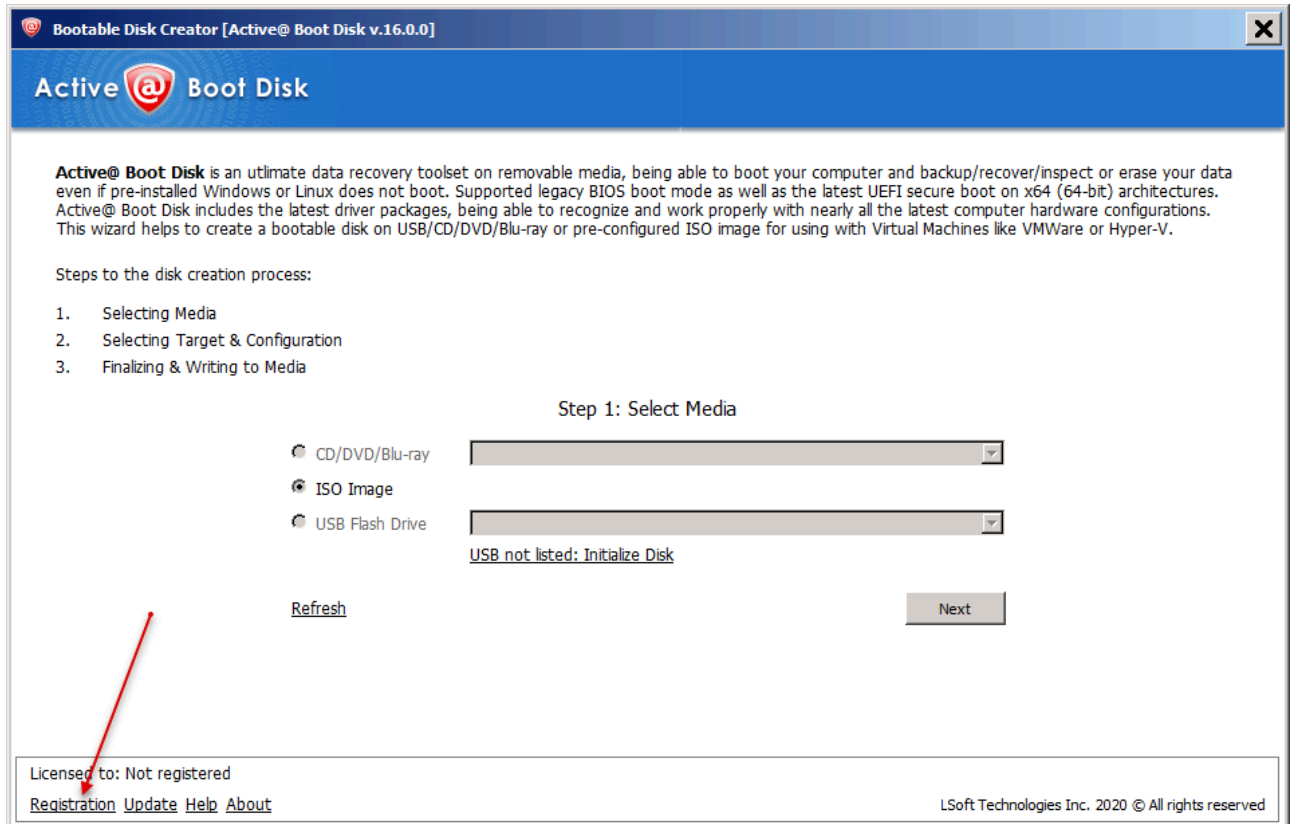 Bootable Disk Creator [Active@ Boot Disk v.16.0.0]
Active@ Boot Disk
Active@ Boot Disk is an utlimate data recovery toolset on removable media, being able to boot your computer and backup/recover/inspect or erase your data
even if pre-installed Windows or Linux does not boot. Supported legacy BIOS boot mode as well as the latest UEFI secure boot on x64 (64-bit) architectures.
Active@ Boot Disk includes the latest driver packages, being able to recognize and work properly with nearly all the latest computer hardware configurations.
This wizard helps to create a bootable disk on USB/CD/DVD/Blu-ray or pre-configured ISO image for using with Virtual Machines like VMWare or Hyper-V.
Steps to the disk creation process:
1. Selecting Media
2. Selecting Target & Configuration
3. Finalizing & Writing to Media
Step 1: Select Media
CD/DVD/Blu-ray
ISO Image
USB Flash Drive
USB not listed: Initialize Disk
Refresh Next
Licensed to: Not registered
Registration Update Help About LSoft Technologies Inc. 2020 © All rights reserved